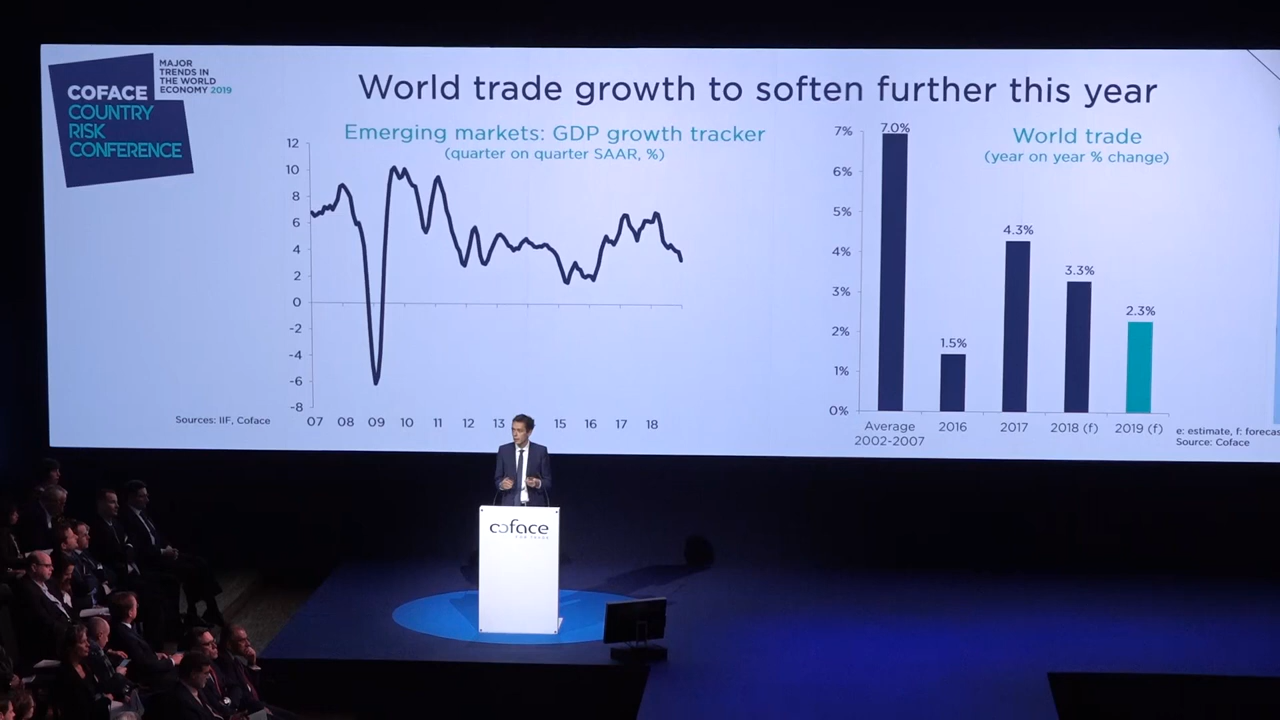 MAJOR
TRENDS IN
THE WORLD
ECONOMY 2019
COFACE
COUNTRY
RISK
CONFERENCE
World trade growth to soften further this year
Emerging markets: GDP growth tracker
(quarter on quarter SAAR, %)
12
10
8
6
4
2
0
-2
-4
-6
-8
07 08 09 10 11 12 13 15 16 17 18
Sources: IIF, Coface
World trade
(year on year % change)
7%
6%
5%
4%
3%
2%
1%
0%
7.0%
1.5%
4.3%
3.3%
2.3%
Average
2002-2007
2016
2017
2018 (f)
2019 (f)
e: estimate, f: forecas
Source: Coface
coface
FOR TRADE